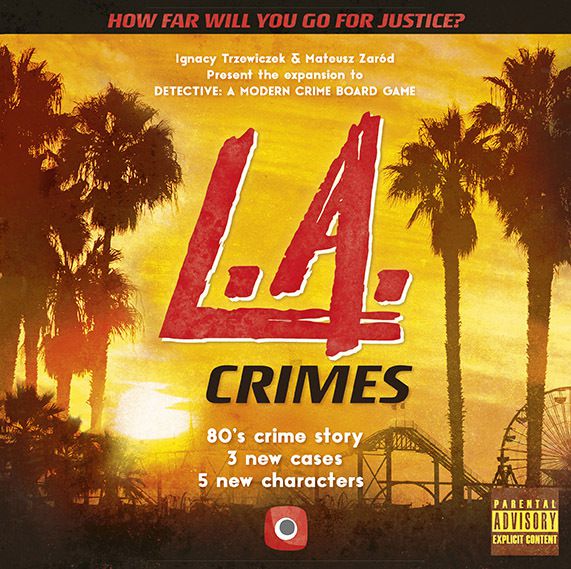 HOW FAR WILL YOU GO FOR JUSTICE?
Ignacy Trzewiczek & Mateusz Zaród
Present the expansion to
DETECTIVE: A MODERN CRIME BOARD GAME
L.A.
CRIMES
80's crime story
3 new cases
5 new characters
PARENTAL
ADVISORY
EXPLICIT CONTENT